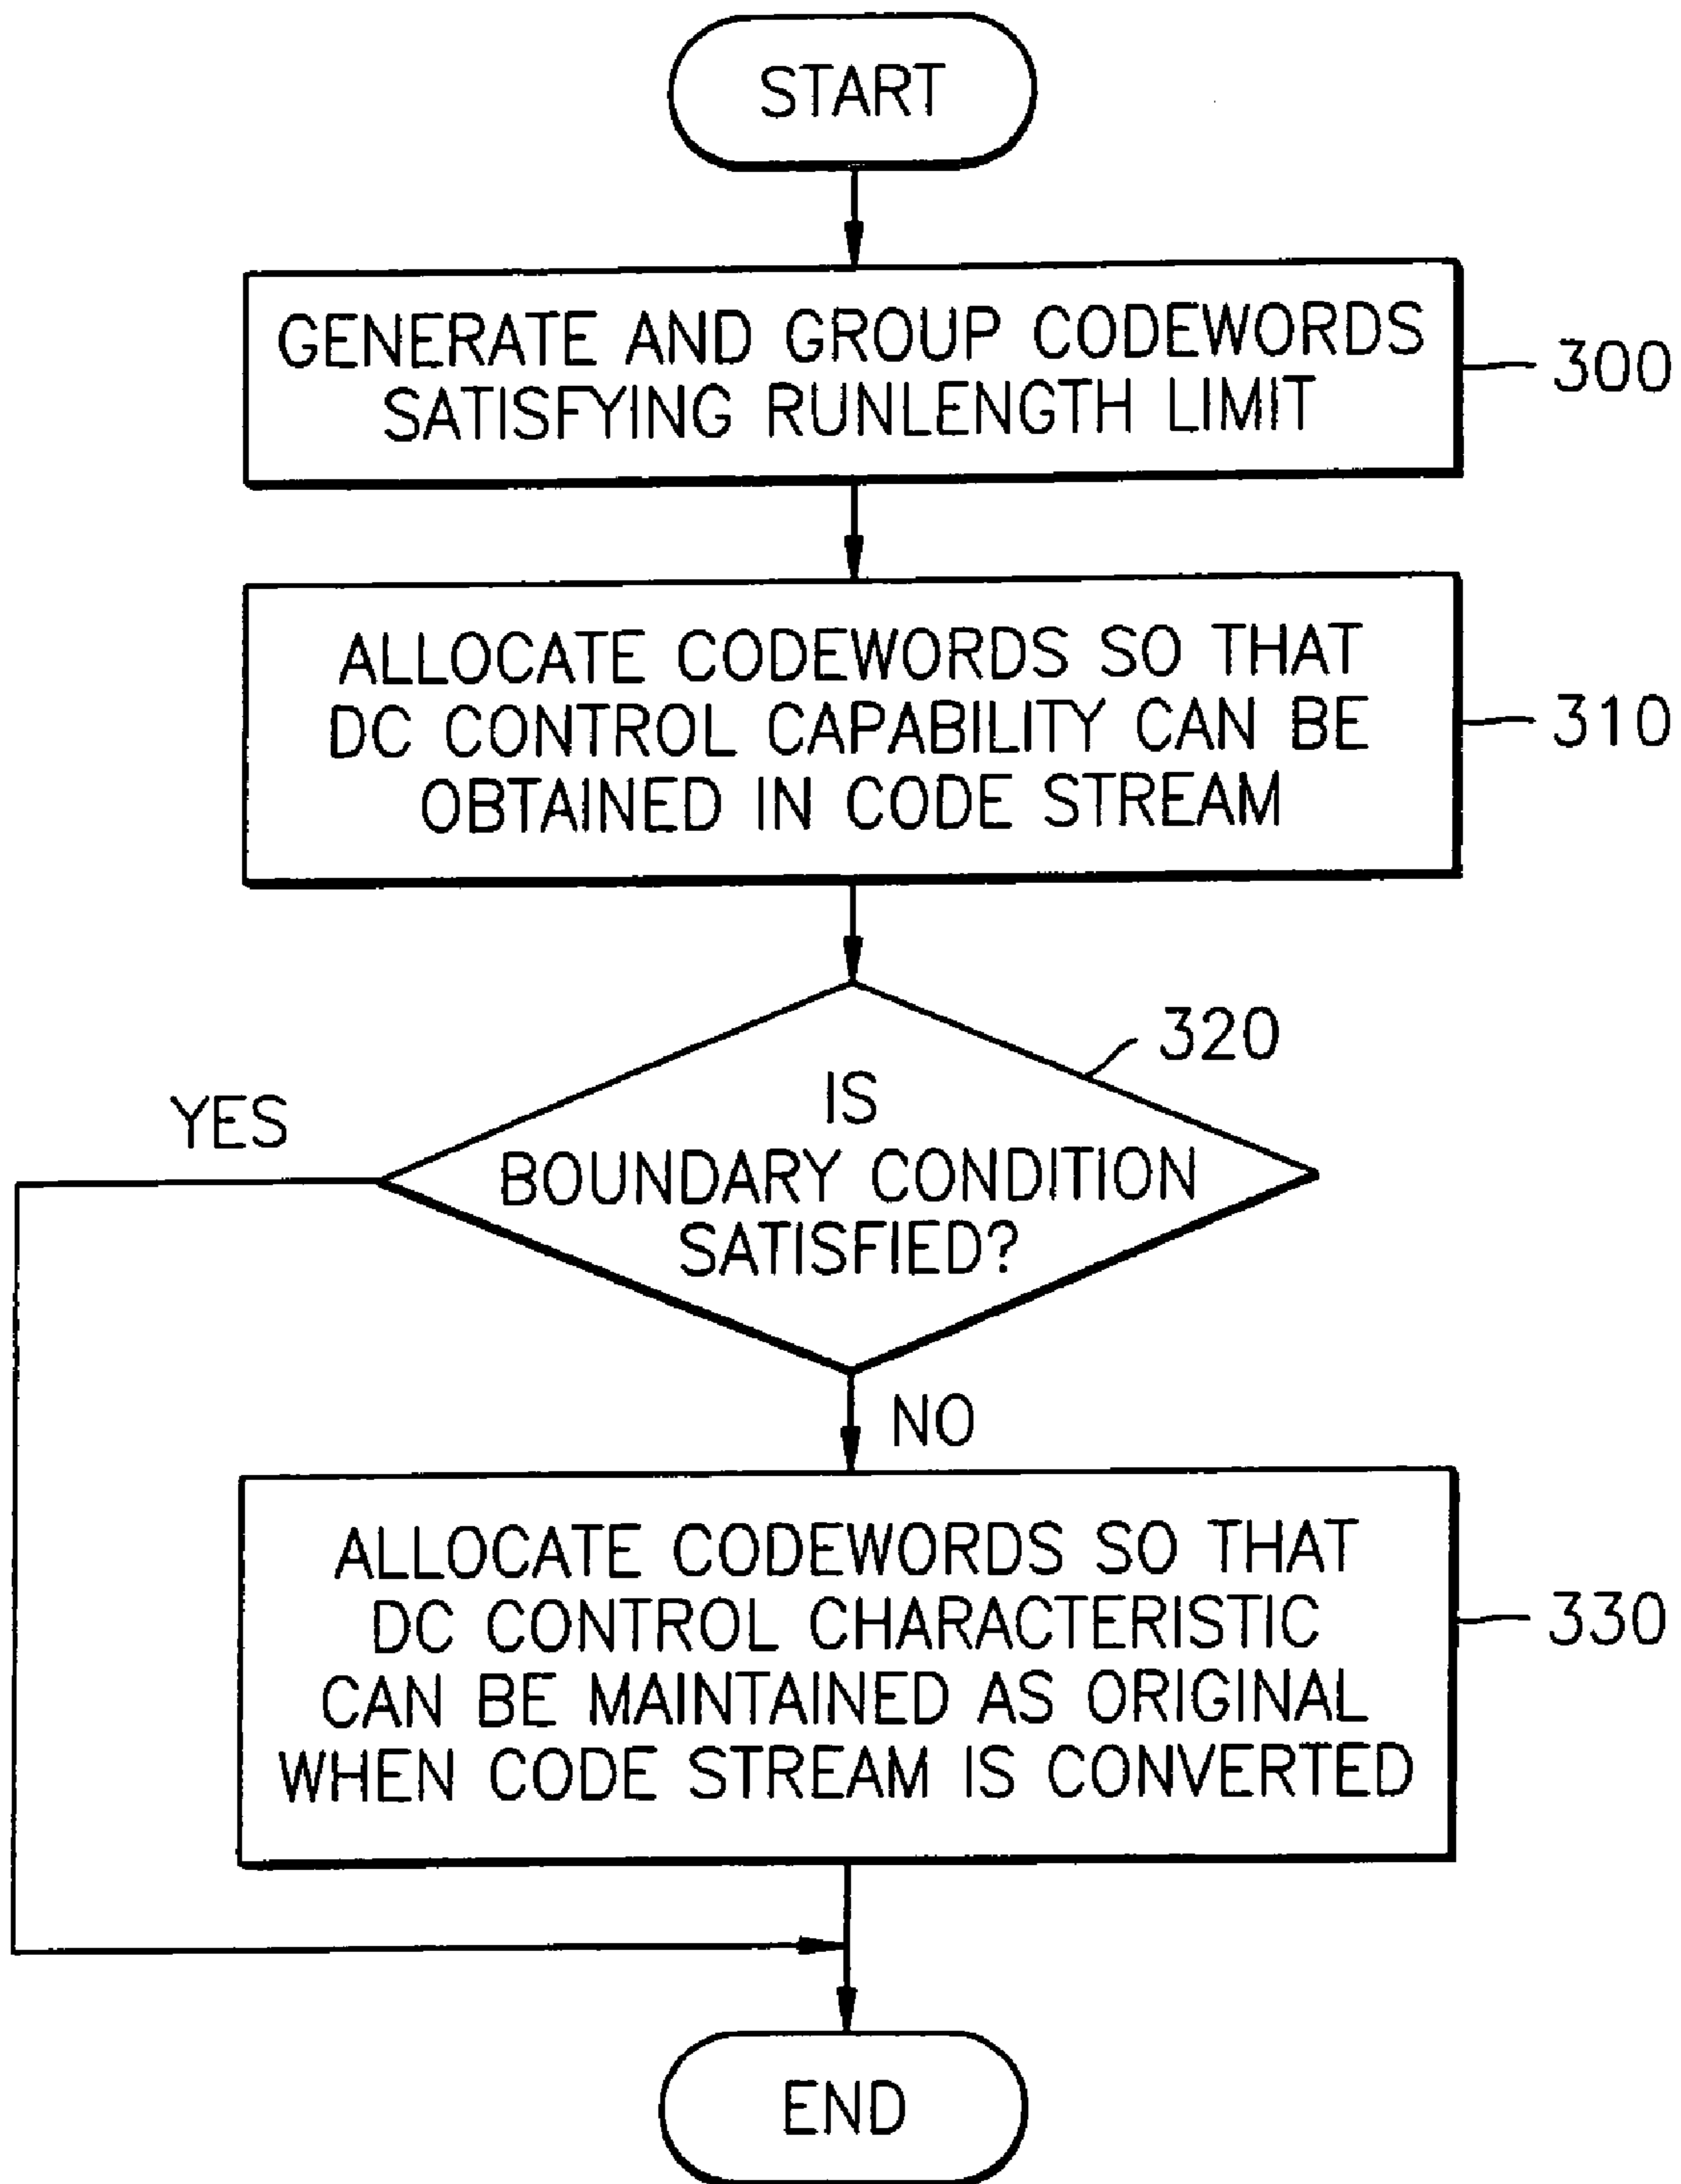 START
GENERATE AND GROUP CODEWORDS
SATISFYING RUNLENGTH LIMIT
300
ALLOCATE CODEWORDS SO THAT
DC CONTROL CAPABILITY CAN BE
OBTAINED IN CODE STREAM
310
320
IS
BOUNDARY CONDITION
SATISFIED?
YES
NO
ALLOCATE CODEWORDS SO THAT
DC CONTROL CHARACTERISTIC
CAN BE MAINTAINED AS ORIGINAL
WHEN CODE STREAM IS CONVERTED
330
END